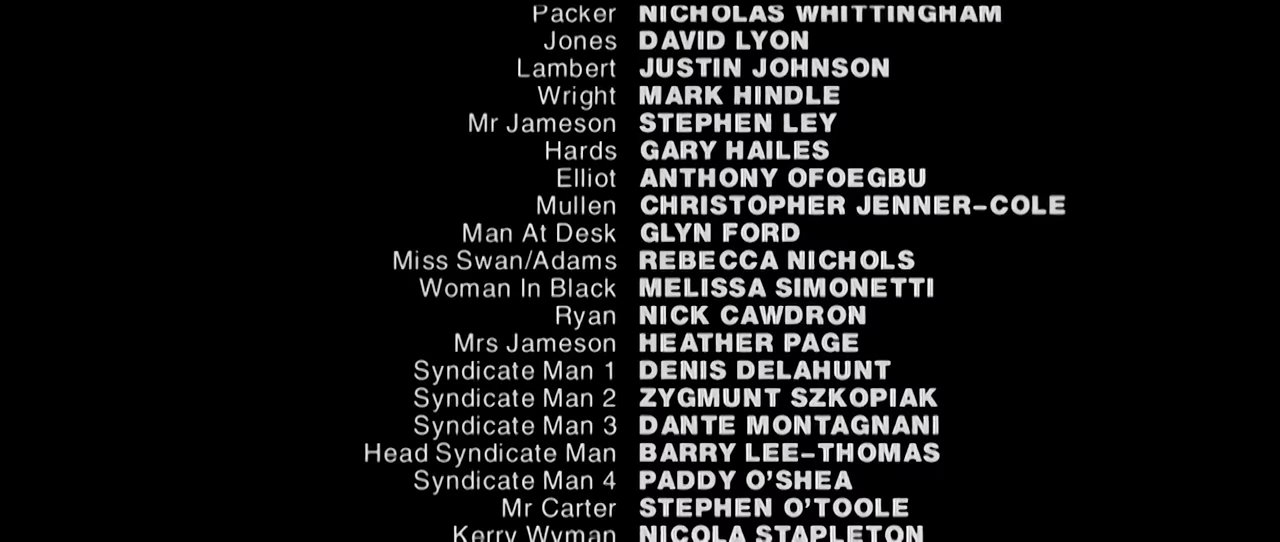 Packer NICHOLAS WHITTINGHAM
Jones DAVID LYON
Lambert JUSTIN JOHNSON
Wright MARK HINDLE
Mr Jameson STEPHEN LEY
Hards GARY HAILES
Elliot ANTHONY OFOEGBU
Mullen CHRISTOPHER JENNER-COLE
Man At Desk GLYN FORD
Miss Swan/Adams REBECCA NICHOLS
Woman In Black MELISSA SIMONETTI
Ryan NICK CAWDRON
Mrs Jameson HEATHER PAGE
Syndicate Man 1 DENIS DELAHUNT
Syndicate Man 2 ZYGMUNT SZKOPIAK
Syndicate Man 3 DANTE MONTAGNANI
Head Syndicate Man BARRY LEE-THOMAS
Syndicate Man 4 PADDY O'SHEA
Mr Carter STEPHEN O'TOOLE
Kerry Wyman NICOLA STAPLETON